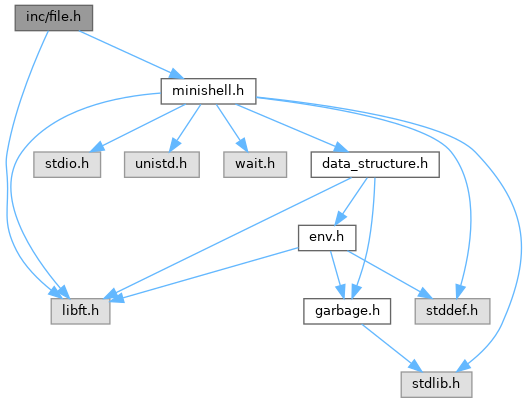 inc/file.h
minishell.h
stdio.h
unistd.h
wait.h
data_structure.h
env.h
libft.h
garbage.h
stddef.h
stdlib.h